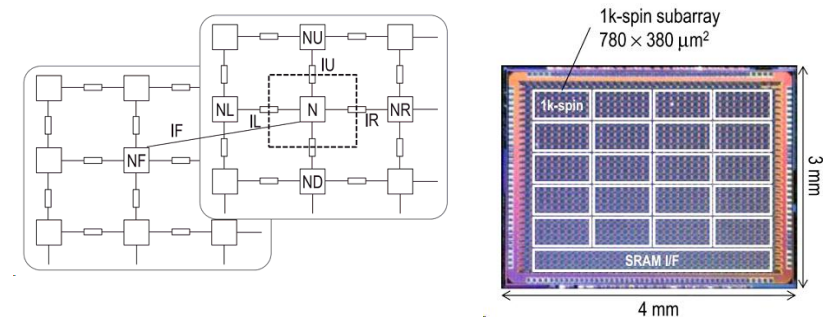 NU
IU
NL
IL
N
IR
NR
IF
NF
ND
1k-spin subarray
780 × 380 μm²
1k-spin
SRAM I/F
3 mm
4 mm